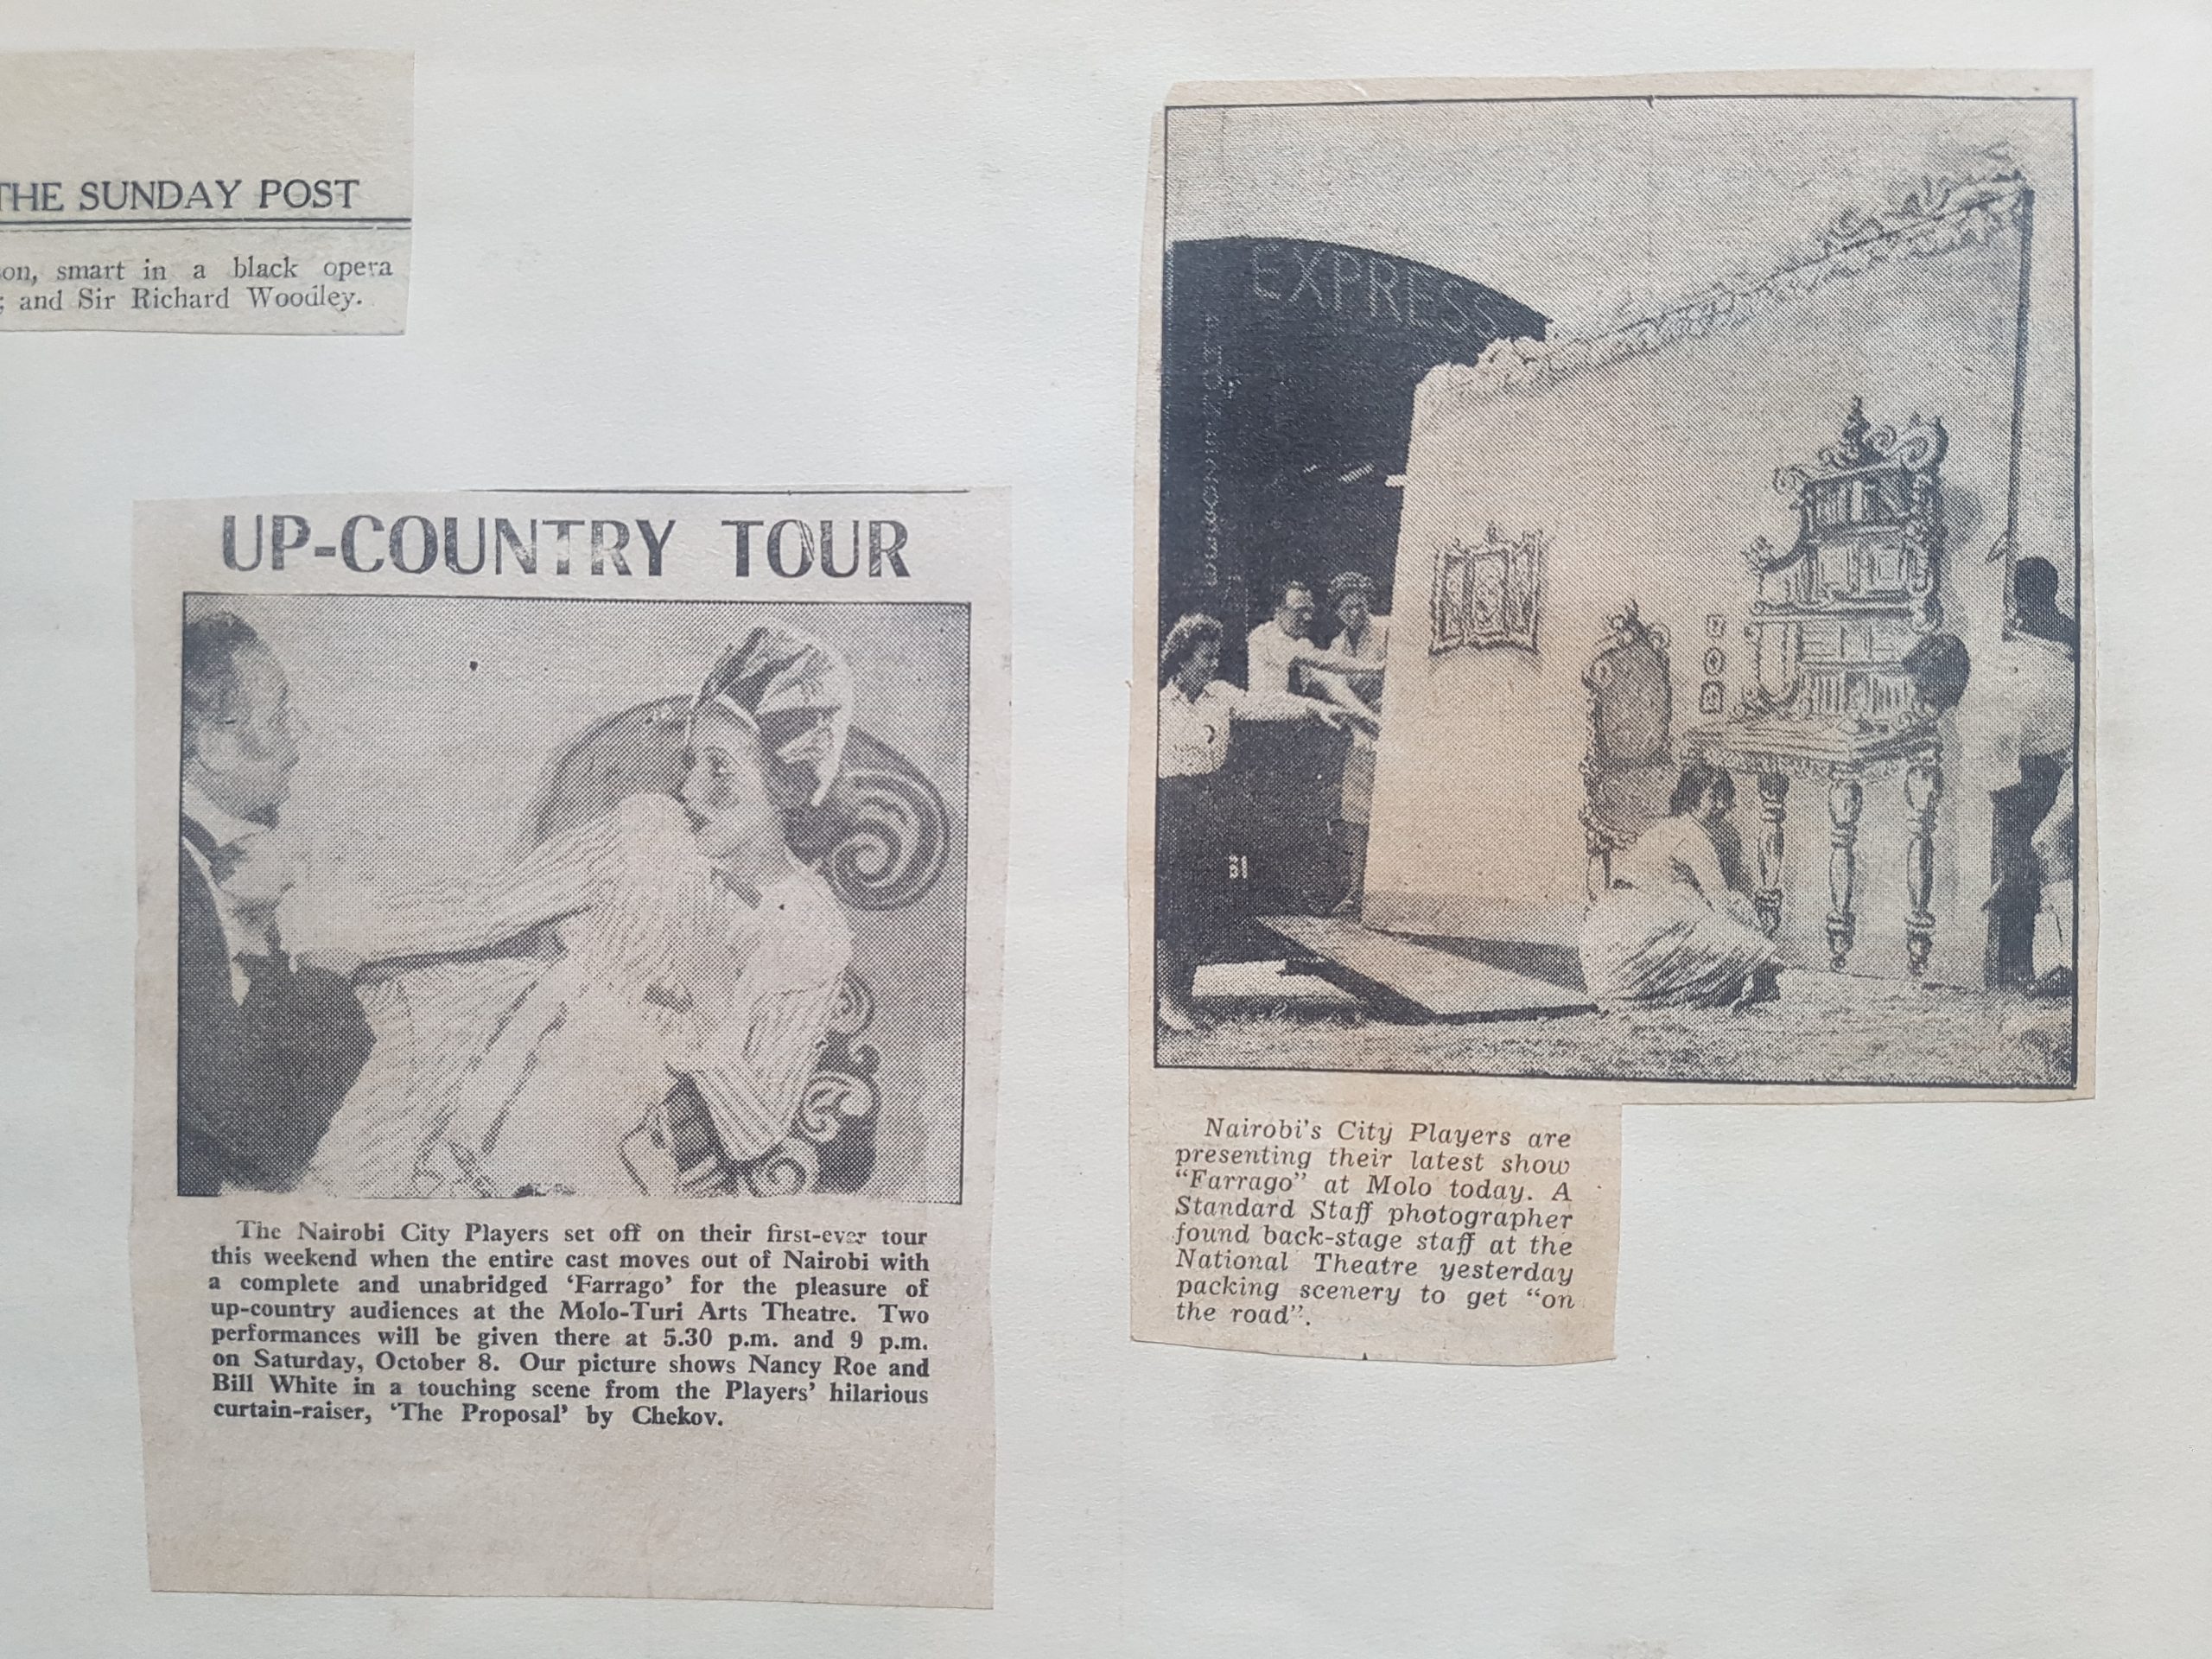 THE SUNDAY POST
on, smart in a black opera
; and Sir Richard Woodley.
UP-COUNTRY TOUR
The Nairobi City Players set off on their first-ever tour
this weekend when the entire cast moves out of Nairobi with
a complete and unabridged ‘Farrago’ for the pleasure of
up-country audiences at the Molo-Turi Arts Theatre. Two
performances will be given there at 5.30 p.m. and 9 p.m.
on Saturday, October 8. Our picture shows Nancy Roe and
Bill White in a touching scene from the Players’ hilarious
curtain-raiser, ‘The Proposal’ by Chekov.
EXPRESS
Nairobi’s City Players are
presenting their latest show
“Farrago” at Molo today. A
Standard Staff photographer
found back-stage staff at the
National Theatre yesterday
packing scenery to get “on
the road”.